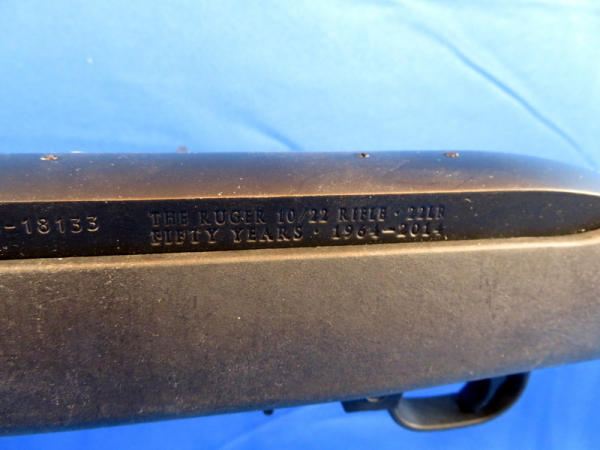 -18133
THE RUGER 10/22 RIFLE · 22LR
FIFTY YEARS · 1964–2014